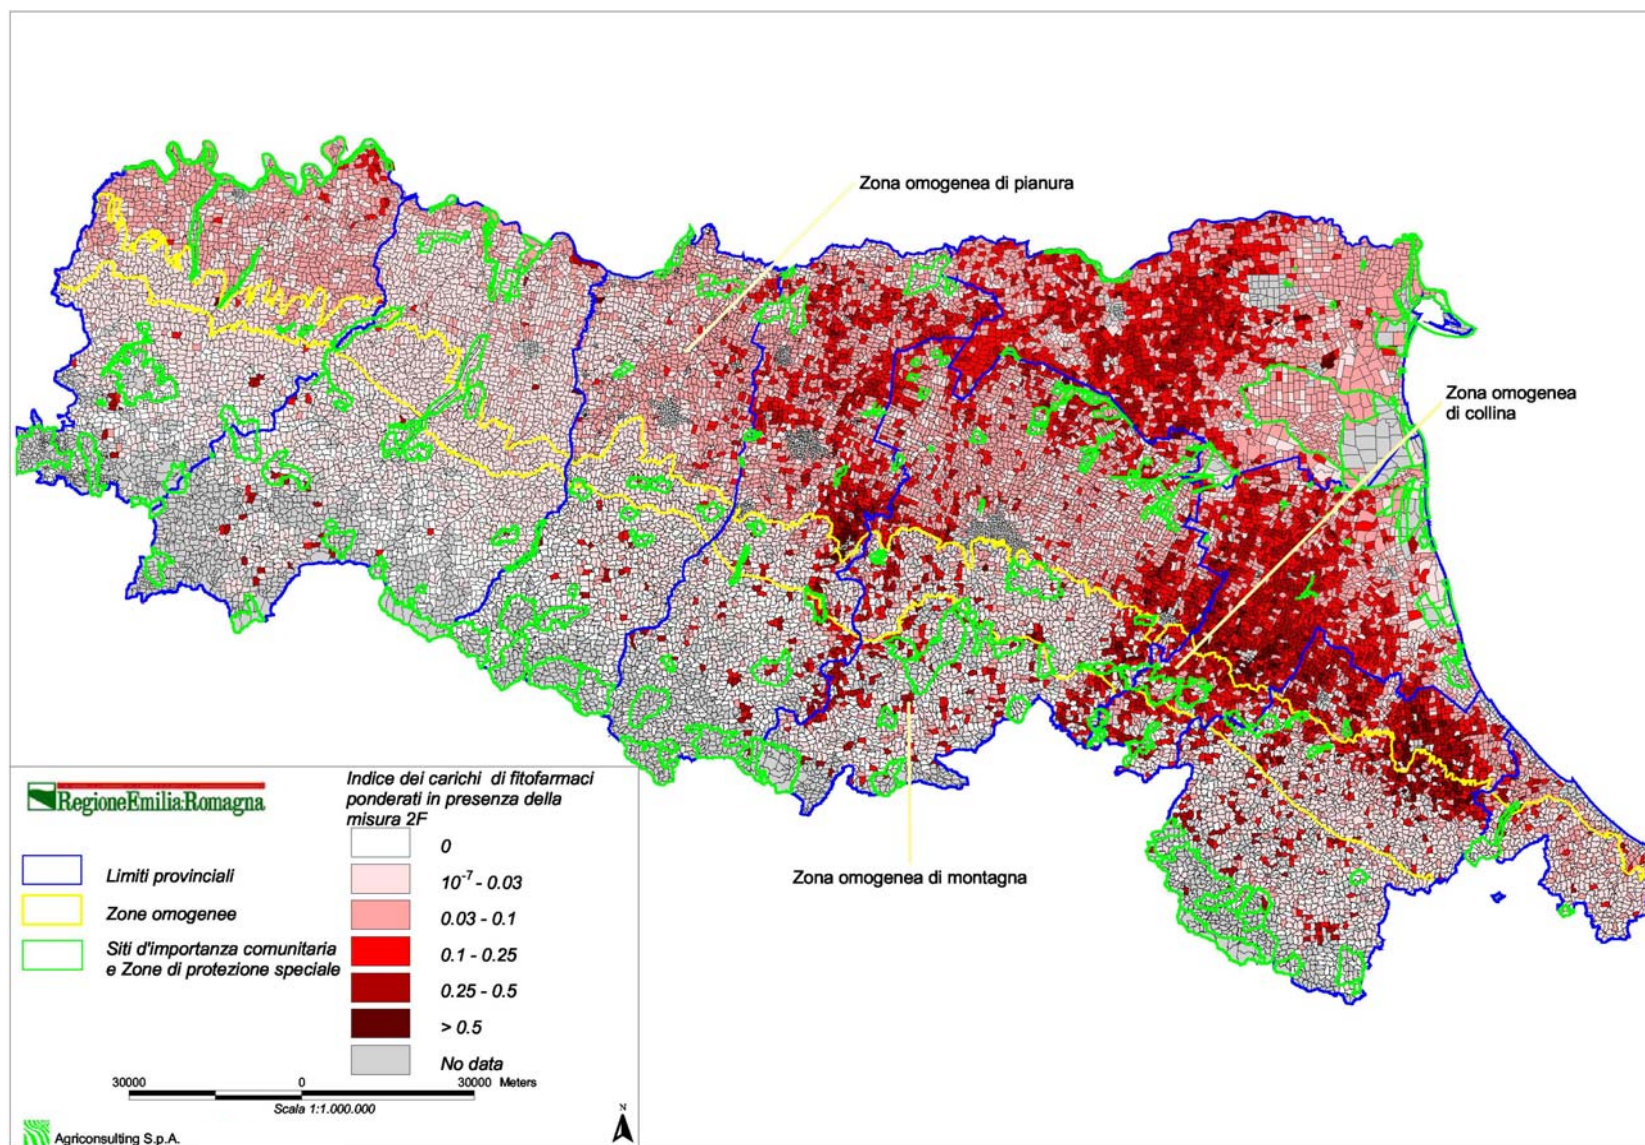 Zona omogenea di pianura
Zona omogenea
di collina
Zona omogenea di montagna
RegioneEmilia-Romagna
Limiti provinciali
Zone omogenee
Siti d'importanza comunitaria
e Zone di protezione speciale
Indice dei carichi di fitofarmaci
ponderati in presenza della
misura 2F
0
10⁻⁷ - 0.03
0.03 - 0.1
0.1 - 0.25
0.25 - 0.5
> 0.5
No data
30000 0 30000 Meters
Scala 1:1.000.000
N
Agriconsulting S.p.A.